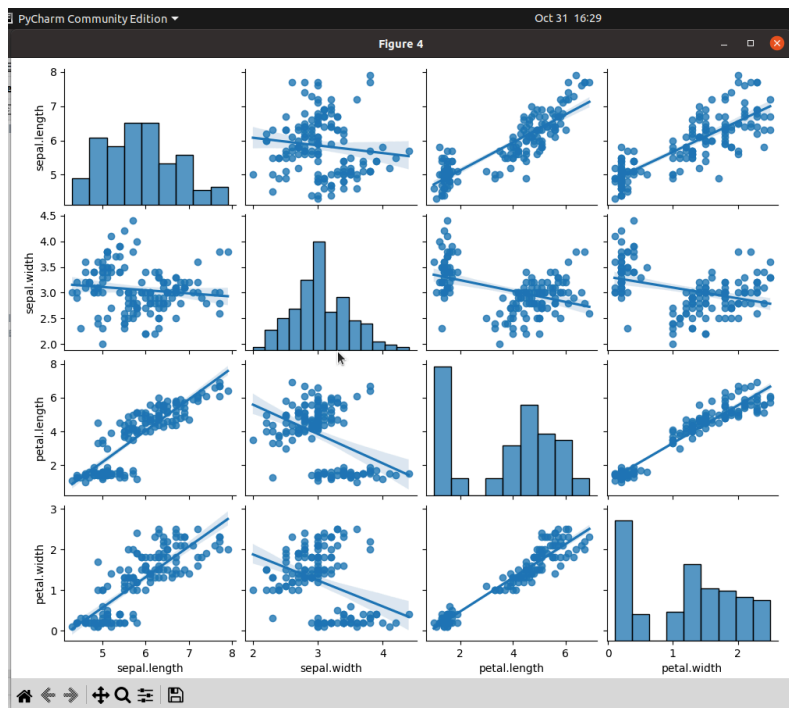 PyCharm Community Edition
Oct 31 16:29
Figure 4
sepal.length
8
7
6
5
sepal.width
4.5
4.0
3.5
3.0
2.5
2.0
petal.length
8
6
4
2
petal.width
3
2
1
0
5 6 7 8 2 3 4 2 4 6 0 1 2
sepal.length sepal.width petal.length petal.width